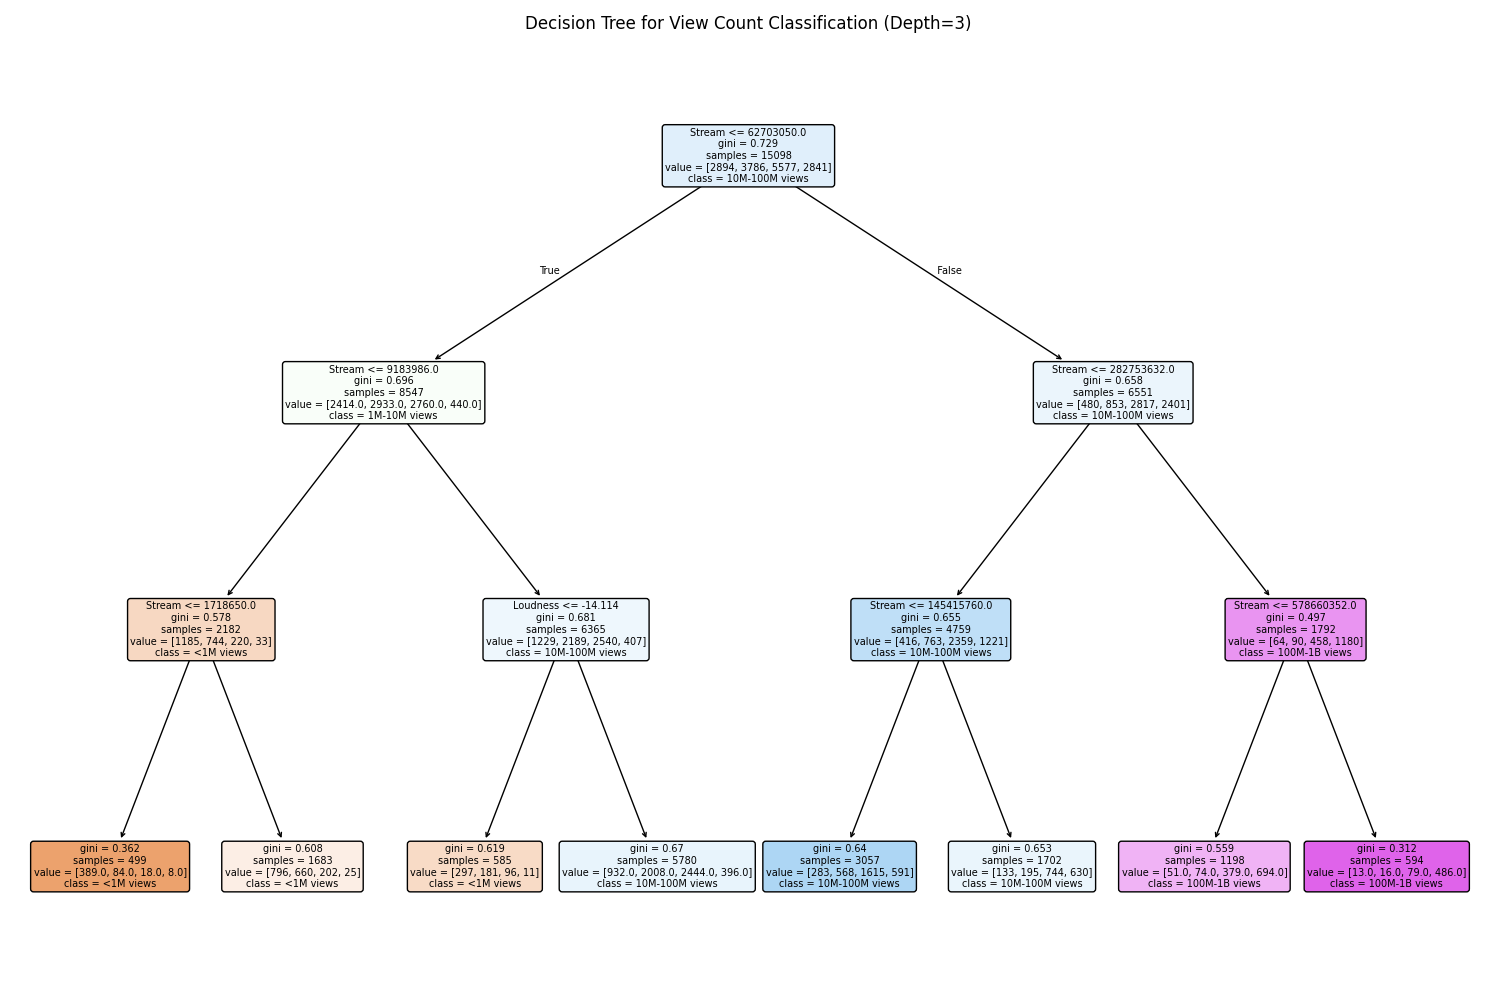 Decision Tree for View Count Classification (Depth=3)
Stream <= 62703050.0
gini = 0.729
samples = 15098
value = [2894, 3786, 5577, 2841]
class = 10M-100M views
True
False
Stream <= 9183986.0
gini = 0.696
samples = 8547
value = [2414.0, 2933.0, 2760.0, 440.0]
class = 1M-10M views
Stream <= 282753632.0
gini = 0.658
samples = 6551
value = [480, 853, 2817, 2401]
class = 10M-100M views
Stream <= 1718650.0
gini = 0.578
samples = 2182
value = [1185, 744, 220, 33]
class = <1M views
Loudness <= -14.114
gini = 0.681
samples = 6365
value = [1229, 2189, 2540, 407]
class = 10M-100M views
Stream <= 145415760.0
gini = 0.655
samples = 4759
value = [416, 763, 2359, 1221]
class = 10M-100M views
Stream <= 578660352.0
gini = 0.497
samples = 1792
value = [64, 90, 458, 1180]
class = 100M-1B views
gini = 0.362
samples = 499
value = [389.0, 84.0, 18.0, 8.0]
class = <1M views
gini = 0.608
samples = 1683
value = [796, 660, 202, 25]
class = <1M views
gini = 0.619
samples = 585
value = [297, 181, 96, 11]
class = <1M views
gini = 0.67
samples = 5780
value = [932.0, 2008.0, 2444.0, 396.0]
class = 10M-100M views
gini = 0.64
samples = 3057
value = [283, 568, 1615, 591]
class = 10M-100M views
gini = 0.653
samples = 1702
value = [133, 195, 744, 630]
class = 10M-100M views
gini = 0.559
samples = 1198
value = [51.0, 74.0, 379.0, 694.0]
class = 100M-1B views
gini = 0.312
samples = 594
value = [13.0, 16.0, 79.0, 486.0]
class = 100M-1B views